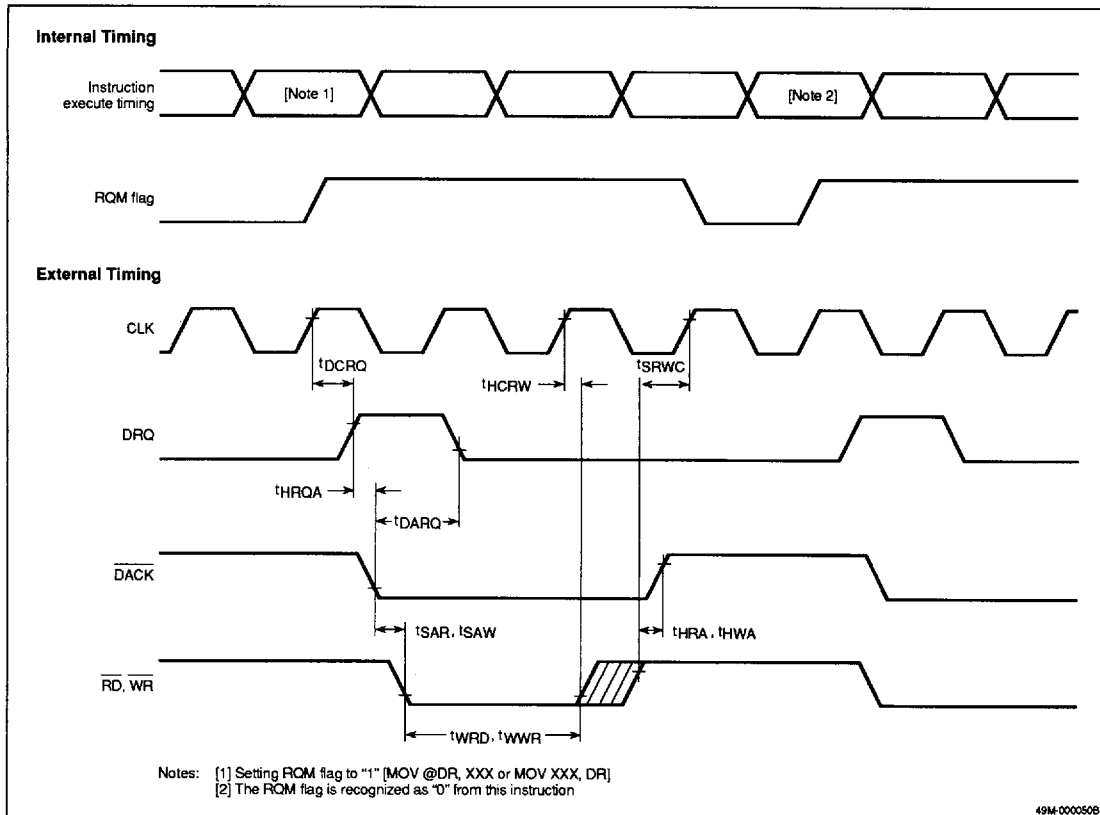 Internal Timing
Instruction
execute timing
[Note 1]
[Note 2]
RQM flag
External Timing
CLK
tDCRQ
tHCRW
tSRWC
DRQ
tHRQA
tDARQ
DACK
tSAR, tSAW
tHRA, tHWA
RD, WR
tWRD, tWWR
Notes: [1] Setting RQM flag to "1" [MOV @DR, XXX or MOV XXX, DR]
[2] The RQM flag is recognized as "0" from this instruction
49M-000050B